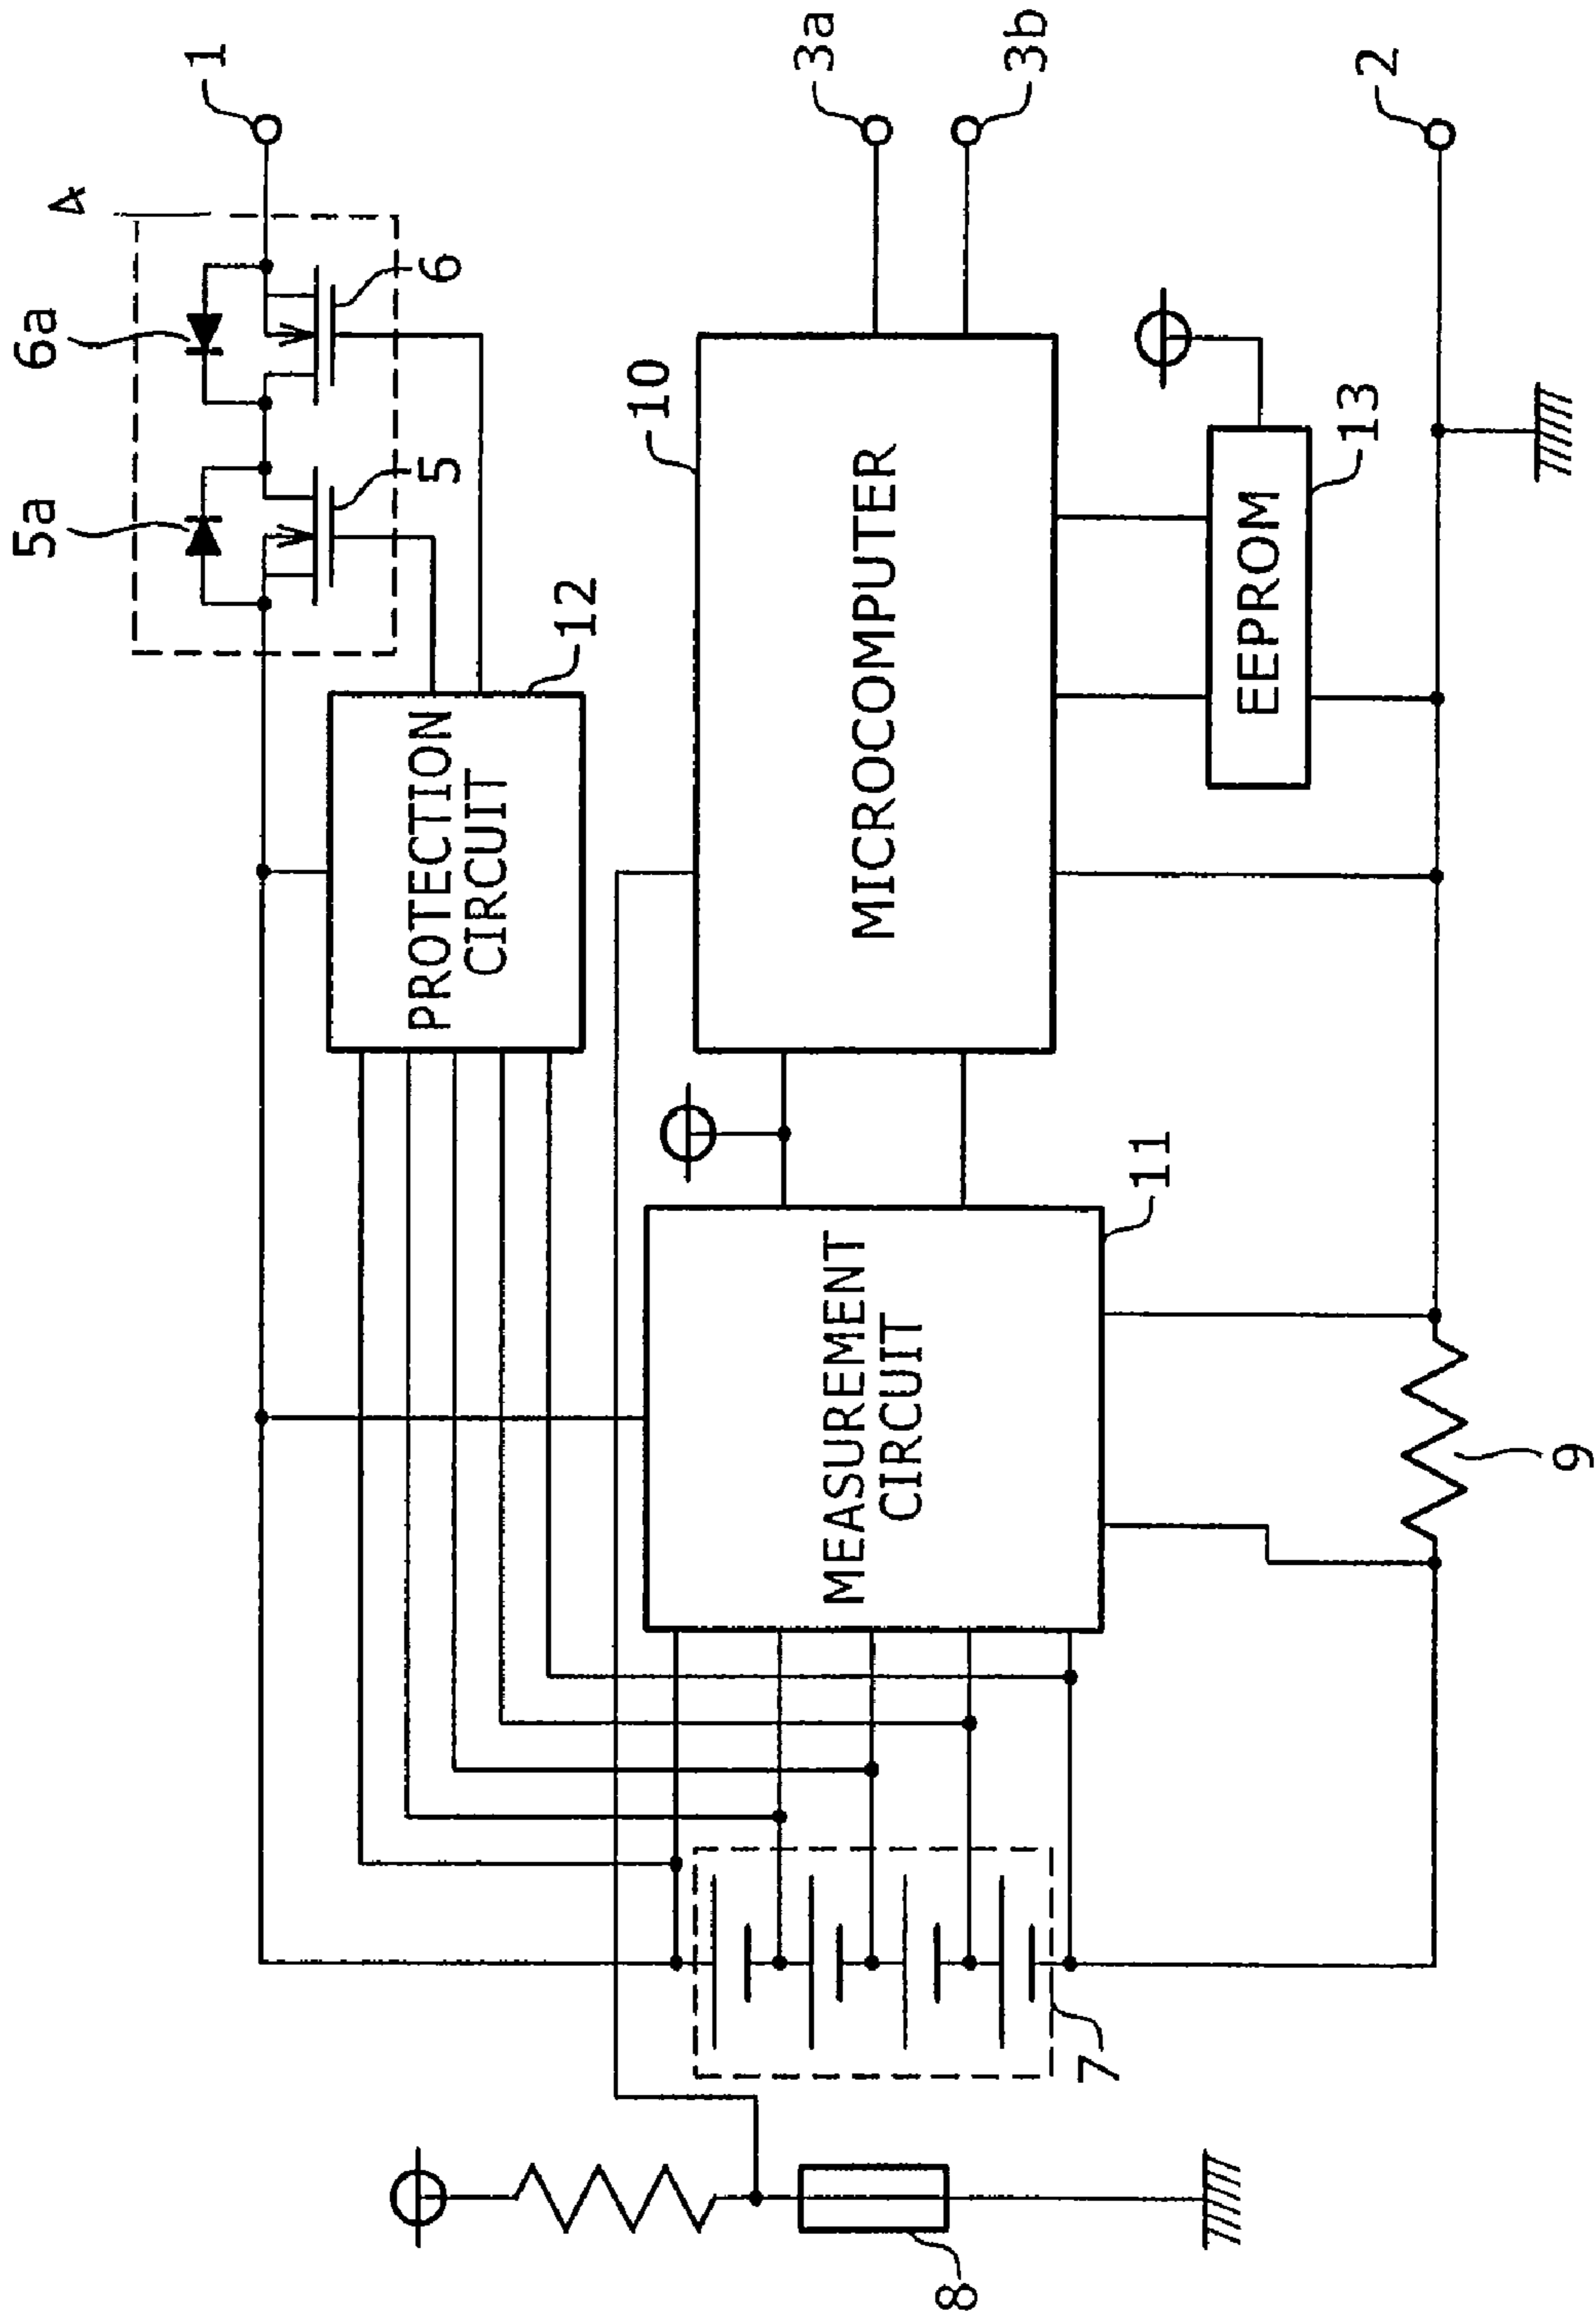 4
5a
6a
1
5
6
PROTECTION
CIRCUIT
12
10
MICROCOMPUTER
3a
3b
MEASUREMENT
CIRCUIT
11
EEPROM
13
2
7
8
9